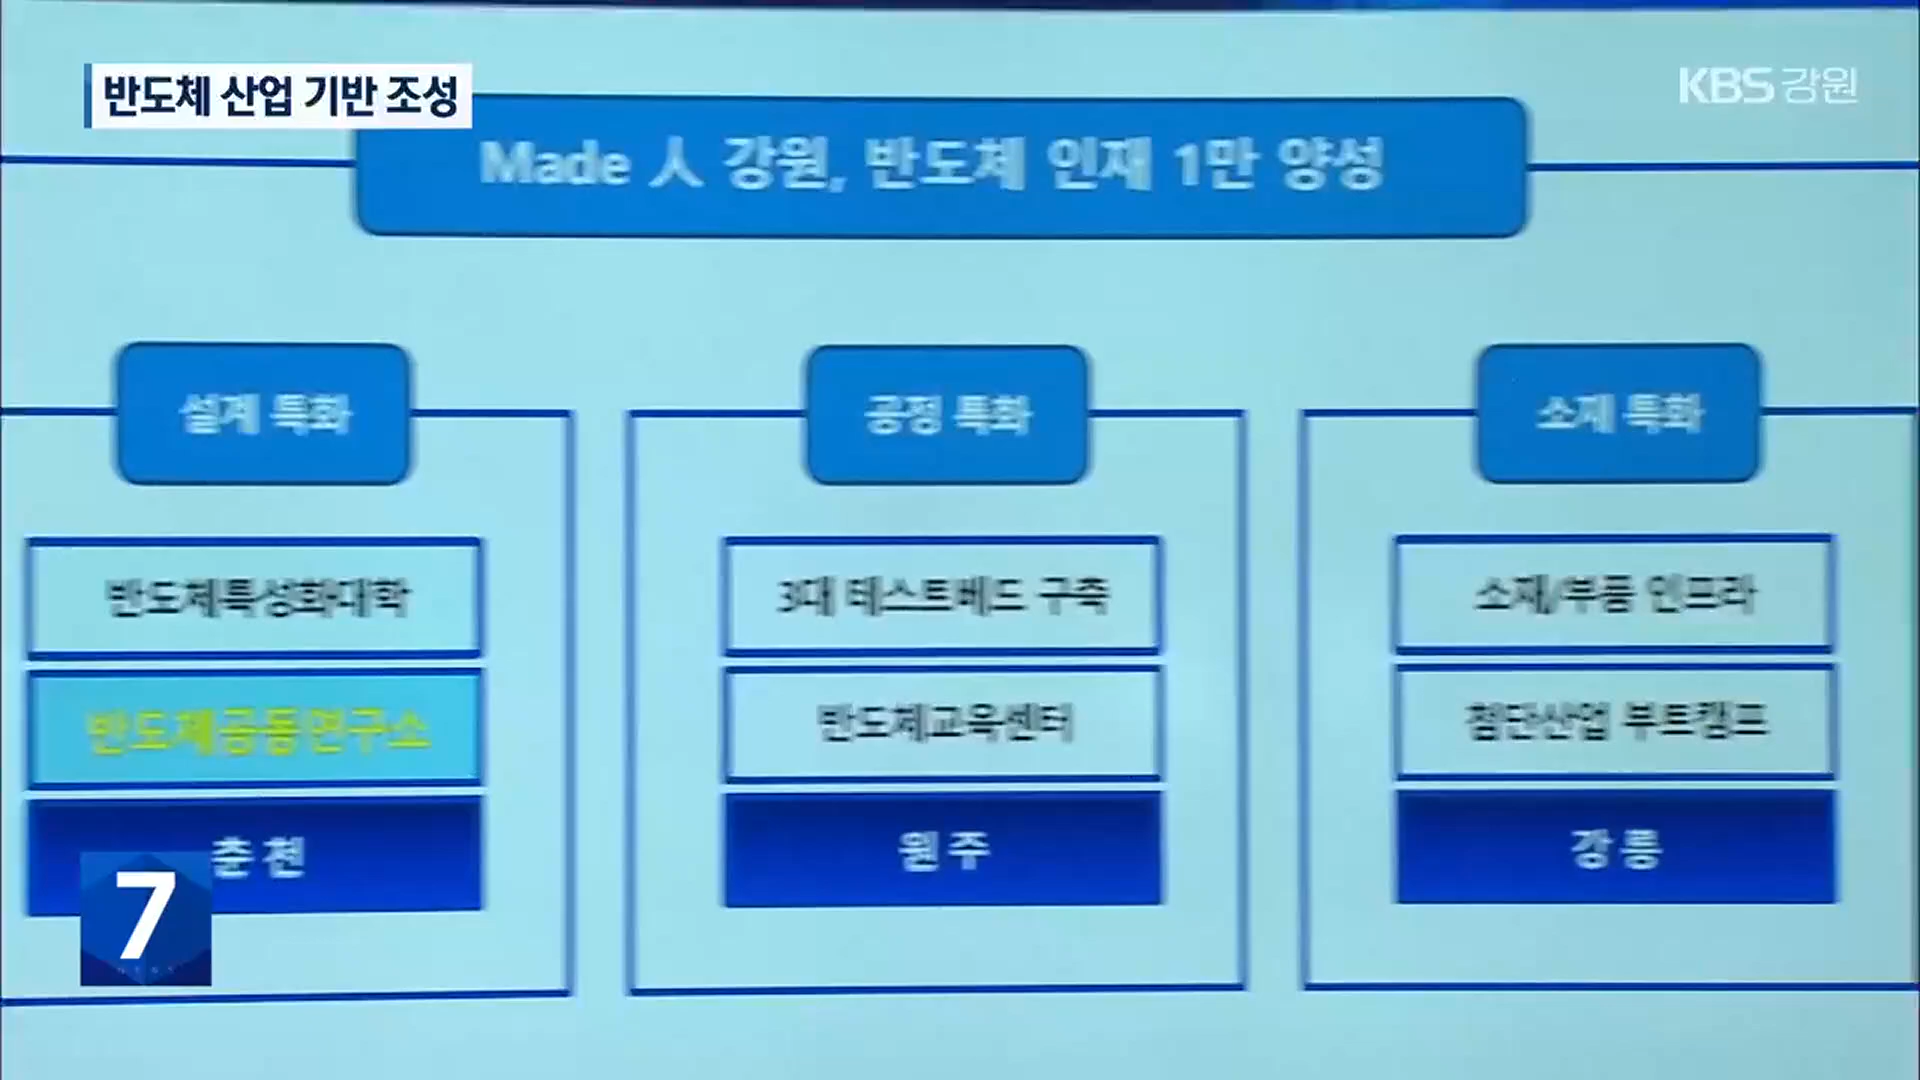 반도체 산업 기반 조성
KBS 강원
Made 人 강원, 반도체 인재 1만 양성
설계 특화
공정 특화
소재 특화
반도체특성화대학
3대 테스트베드 구축
소재/부품 인프라
반도체공동연구소
반도체교육센터
첨단산업 부트캠프
춘천
원주
강릉
7
NEWS